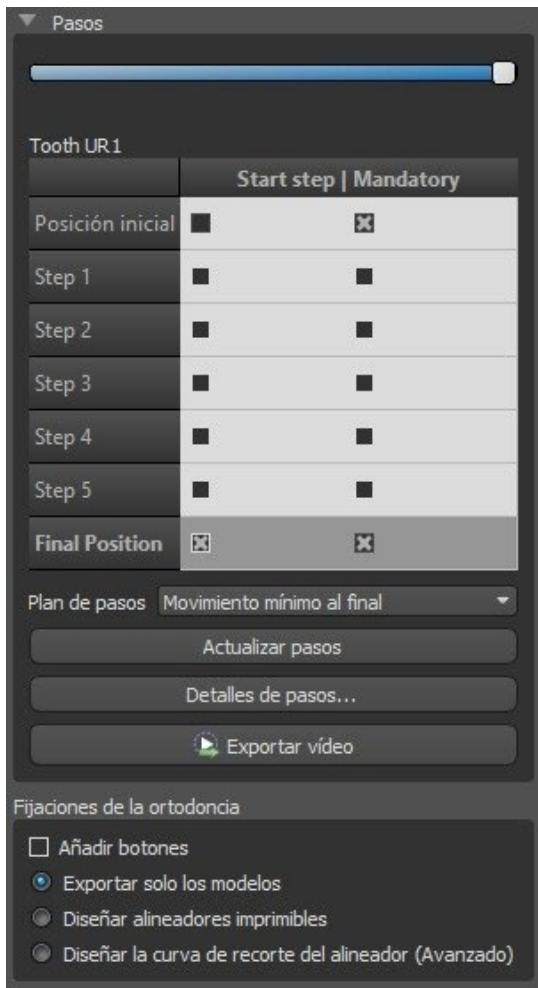 Pasos
Tooth UR1
Start step | Mandatory
Posición inicial
Step 1
Step 2
Step 3
Step 4
Step 5
Final Position
Plan de pasos Movimiento mínimo al final
Actualizar pasos
Detalles de pasos...
Exportar vídeo
Fijaciones de la ortodoncia
Añadir botones
Exportar solo los modelos
Diseñar alineadores imprimibles
Diseñar la curva de recorte del alineador (Avanzado)